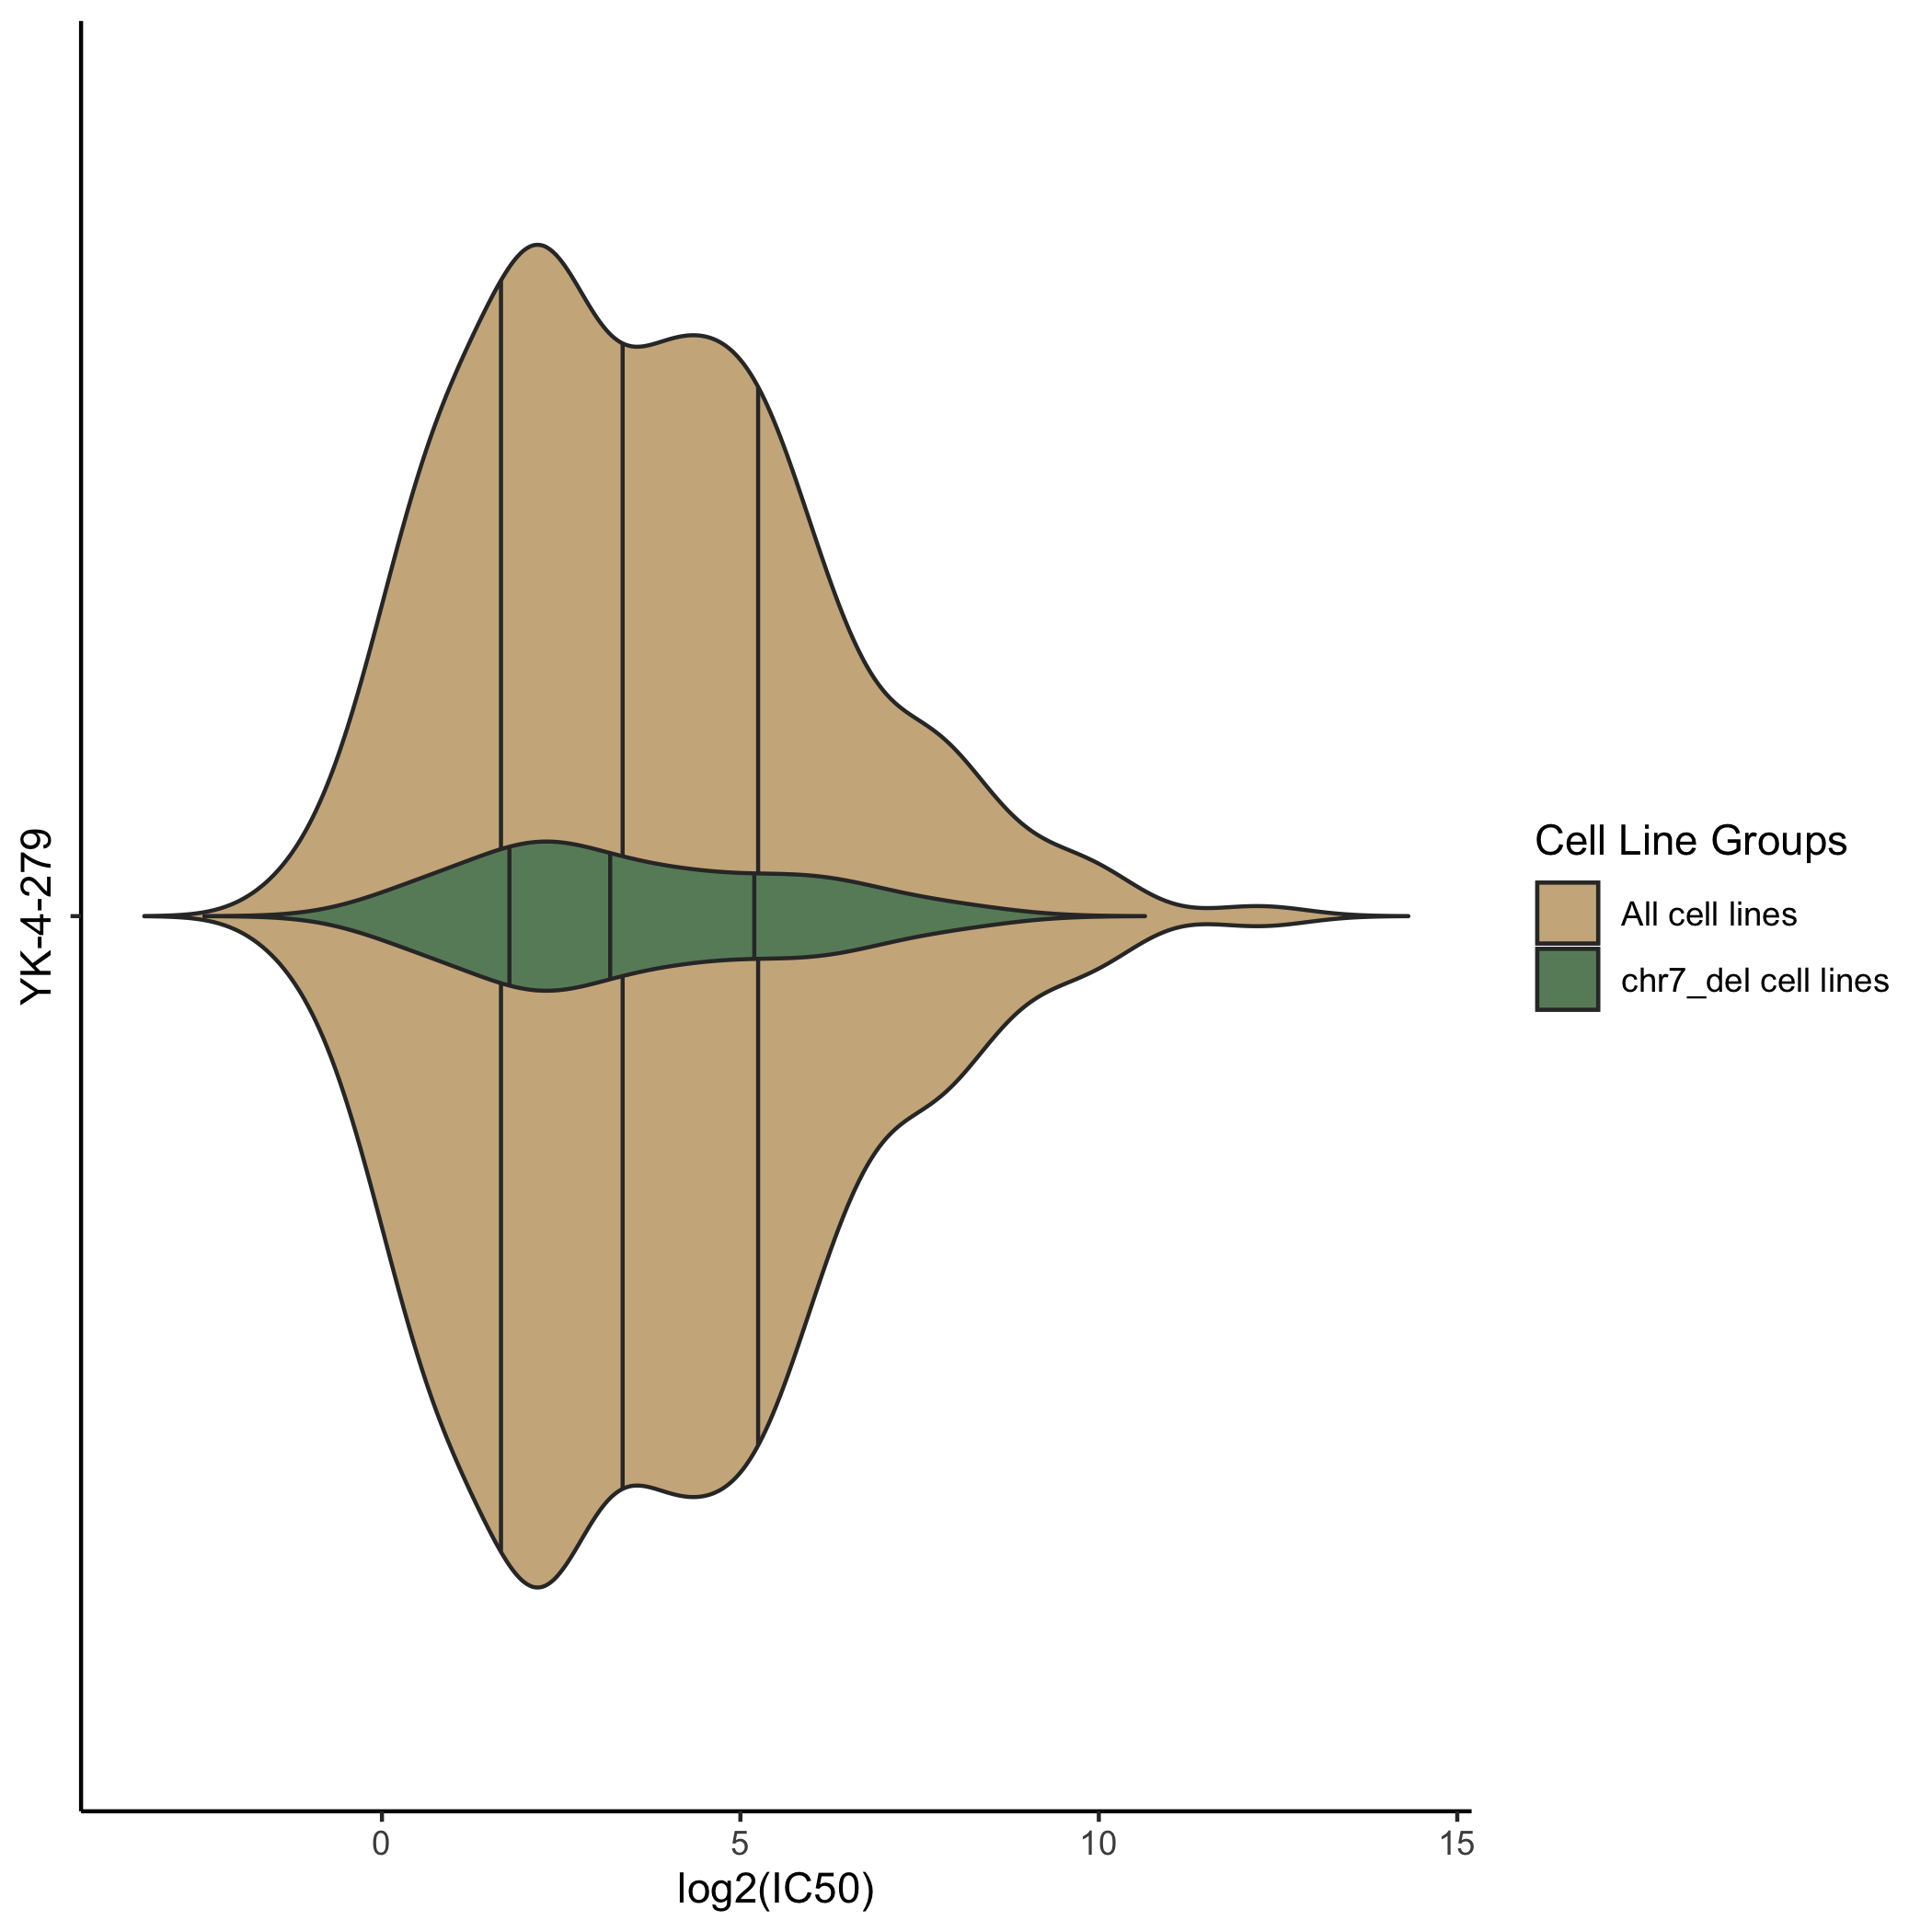 YK-4-279
0
5
10
15
log2(IC50)
Cell Line Groups
All cell lines
chr7_del cell lines